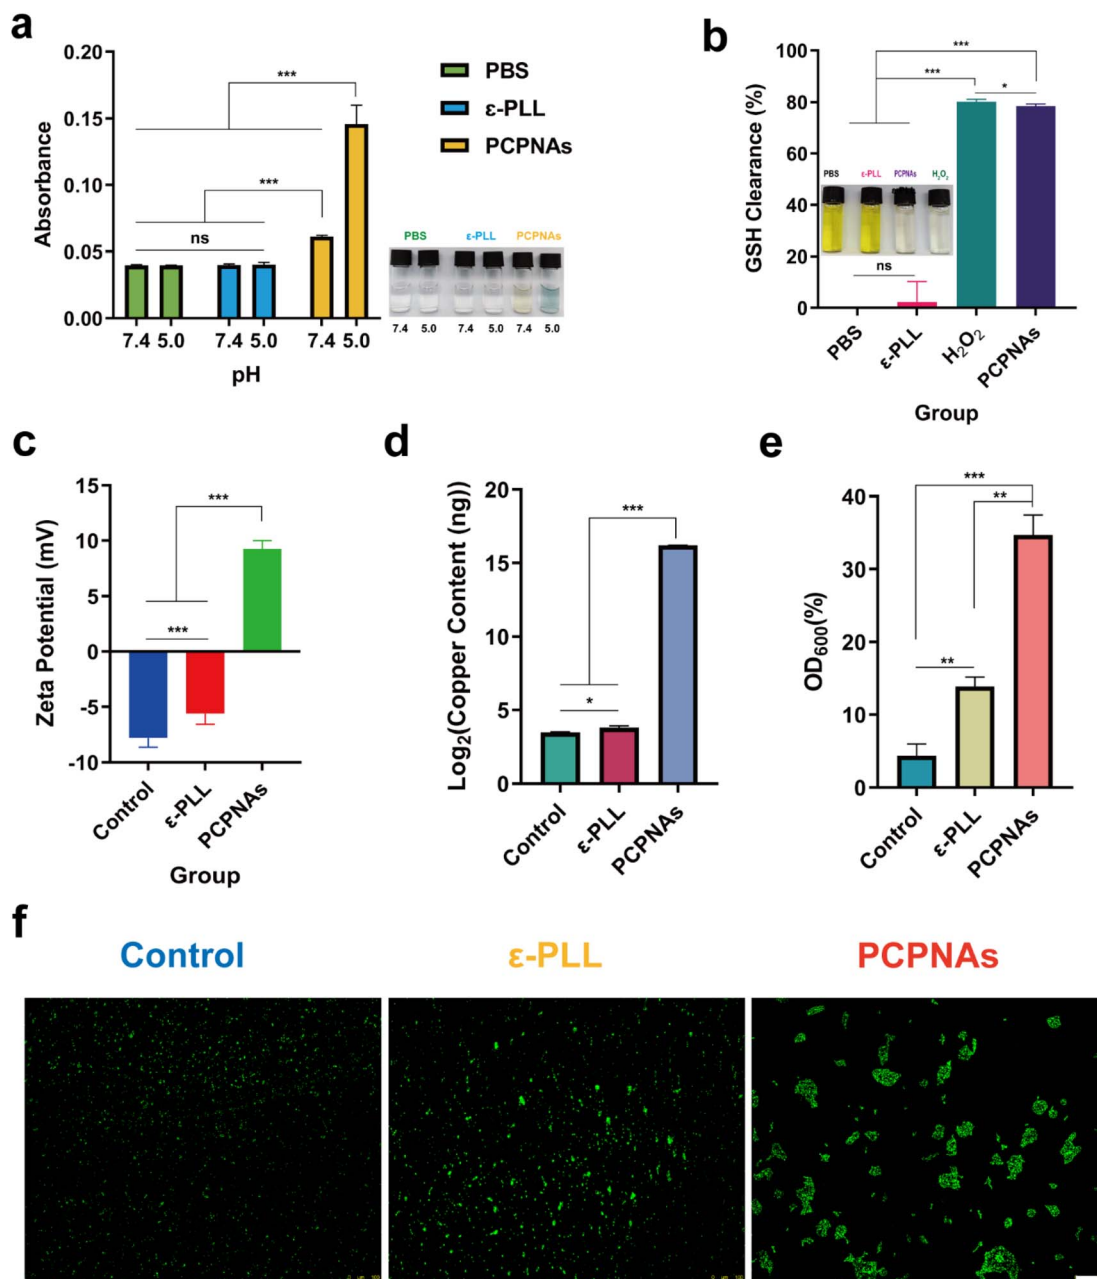 a
0.20
0.15
0.10
0.05
0.00
Absorbance
***
***
ns
7.4 5.0 7.4 5.0 7.4 5.0
pH
PBS
ε-PLL
PCPNAs
PBS ε-PLL PCPNAs
7.4 5.0 7.4 5.0 7.4 5.0
b
100
80
60
40
20
0
GSH Clearance (%)
***
***
*
PBS ε-PLL PCPNAs H₂O₂
ns
PBS
ε-PLL
H₂O₂
PCPNAs
Group
c
15
10
5
0
-5
-10
Zeta Potential (mV)
***
***
Control
ε-PLL
PCPNAs
Group
d
20
15
10
5
0
Log₂(Copper Content (ng))
***
*
Control
ε-PLL
PCPNAs
e
40
30
20
10
0
OD₆₀₀(%)
***
**
**
Control
ε-PLL
PCPNAs
f
Control
ε-PLL
PCPNAs